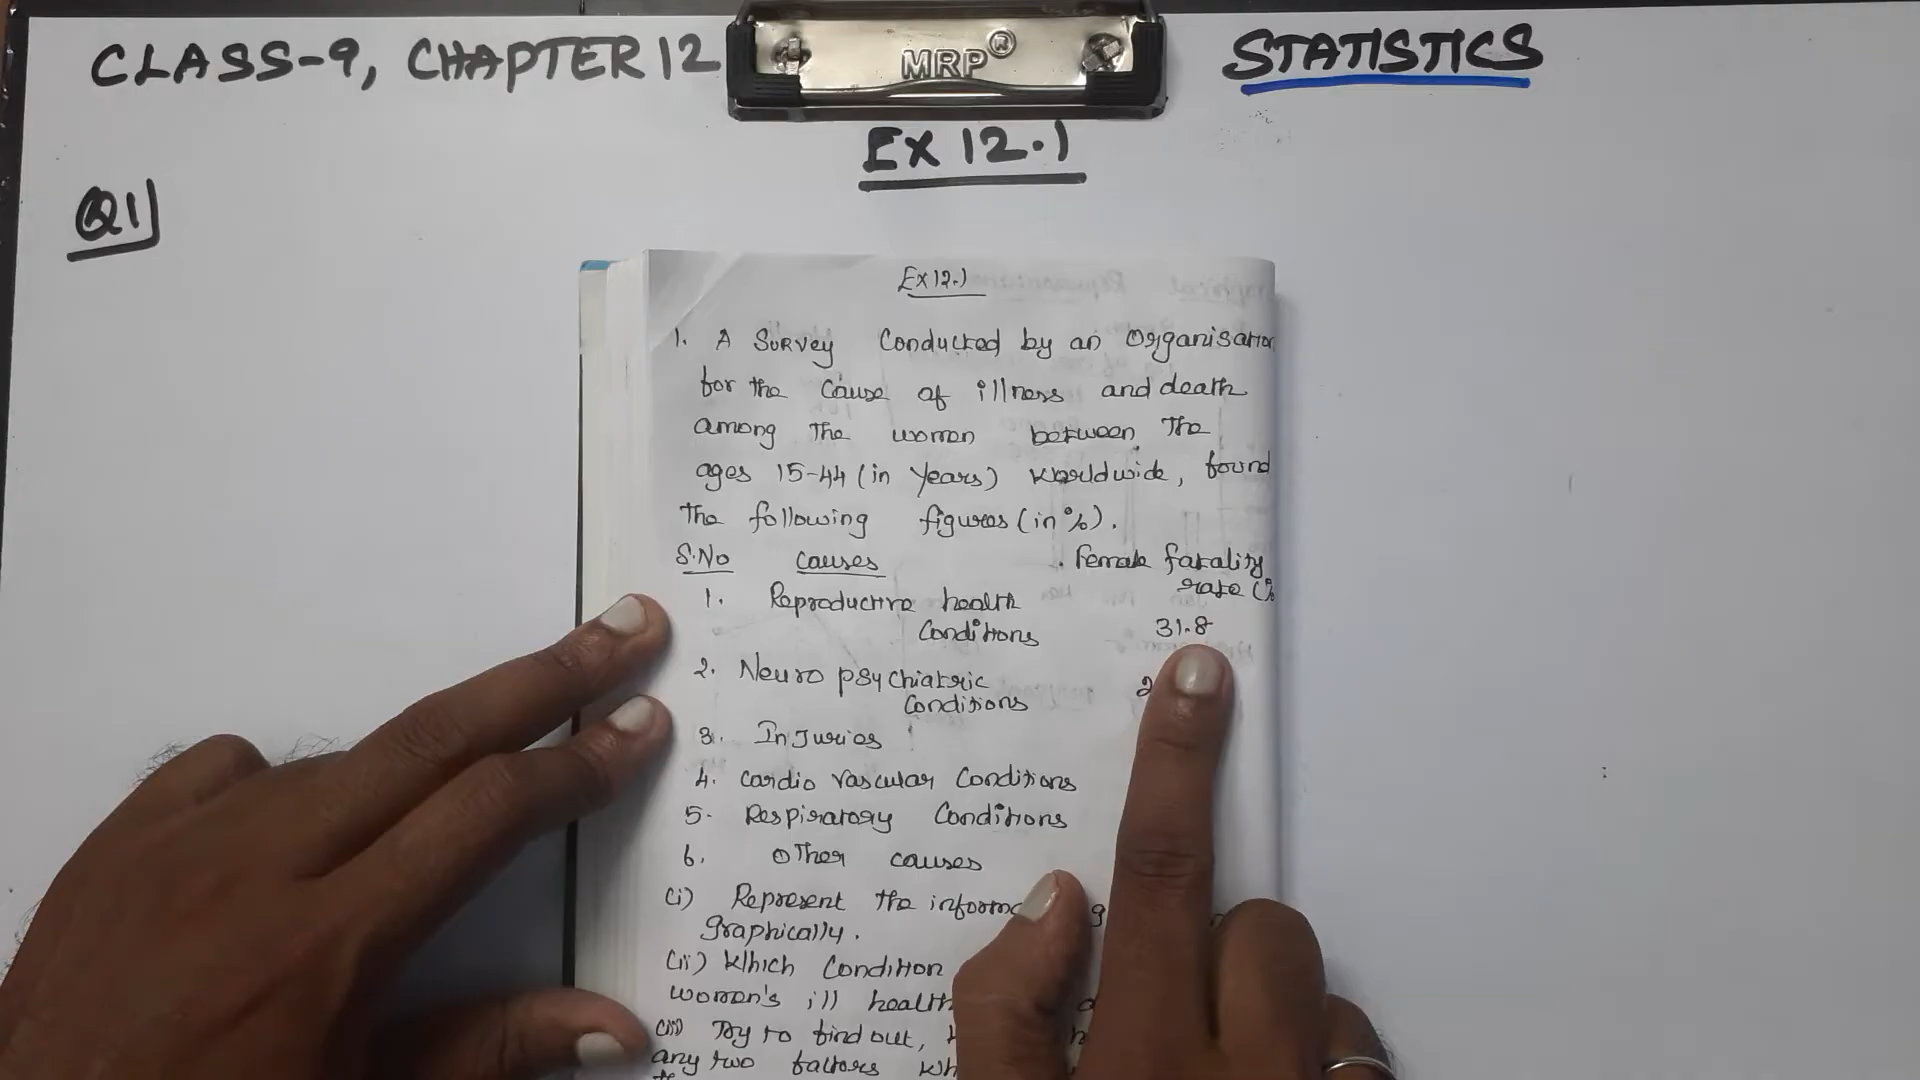 CLASS-9, CHAPTER 12
MRP®
STATISTICS
EX 12.1
Q1
Ex 12.1
1. A Survey Conducted by an Organisation
for the Cause of illness and death
among the women between the
ages 15-44 (in years) worldwide, found
the following figures (in %).
S.No Causes Female fatality
rate (%
1. Reproductive health
Conditions 31.8
2. Neuro psychiatric
Conditions 2
3. Injuries
4. Cardio vascular Conditions
5. Respiratory Conditions
6. Other causes
(i) Represent the
graphically.
(ii) Which Condition
women's ill health
(iii) Try to find out,
any two factors